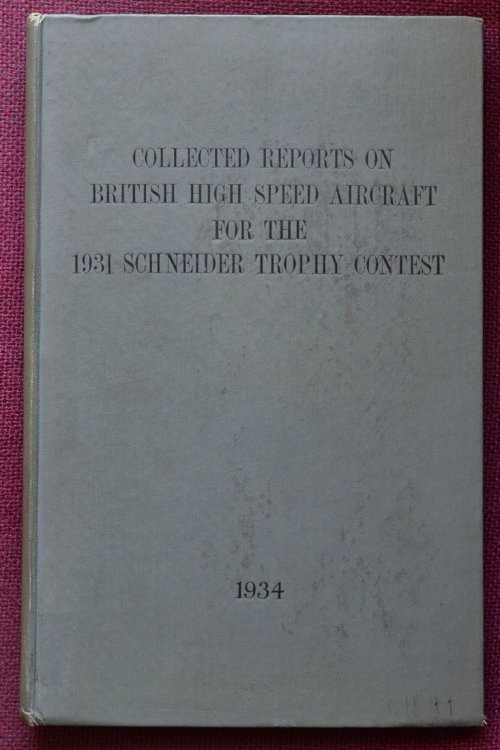 COLLECTED REPORTS ON
BRITISH HIGH SPEED AIRCRAFT
FOR THE
1931 SCHNEIDER TROPHY CONTEST
1934